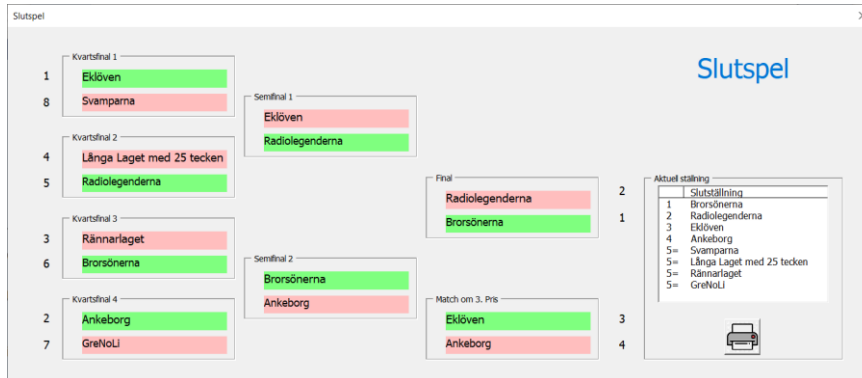 Slutspel
Slutspel
Kvartsfinal 1
1 Eklöven
8 Svamparna
Semifinal 1
Eklöven
Radiolegenderna
Kvartsfinal 2
4 Långa Laget med 25 tecken
5 Radiolegenderna
Final
Radiolegenderna 2
Brorsönerna 1
Kvartsfinal 3
3 Rännarlaget
6 Brorsönerna
Semifinal 2
Brorsönerna
Ankeborg
Kvartsfinal 4
2 Ankeborg
7 GreNoLi
Match om 3. Pris
Eklöven 3
Ankeborg 4
Aktuell stälning
Slutställning
1 Brorsönerna
2 Radiolegenderna
3 Eklöven
4 Ankeborg
5= Svamparna
5= Långa Laget med 25 tecken
5= Rännarlaget
5= GreNoLi